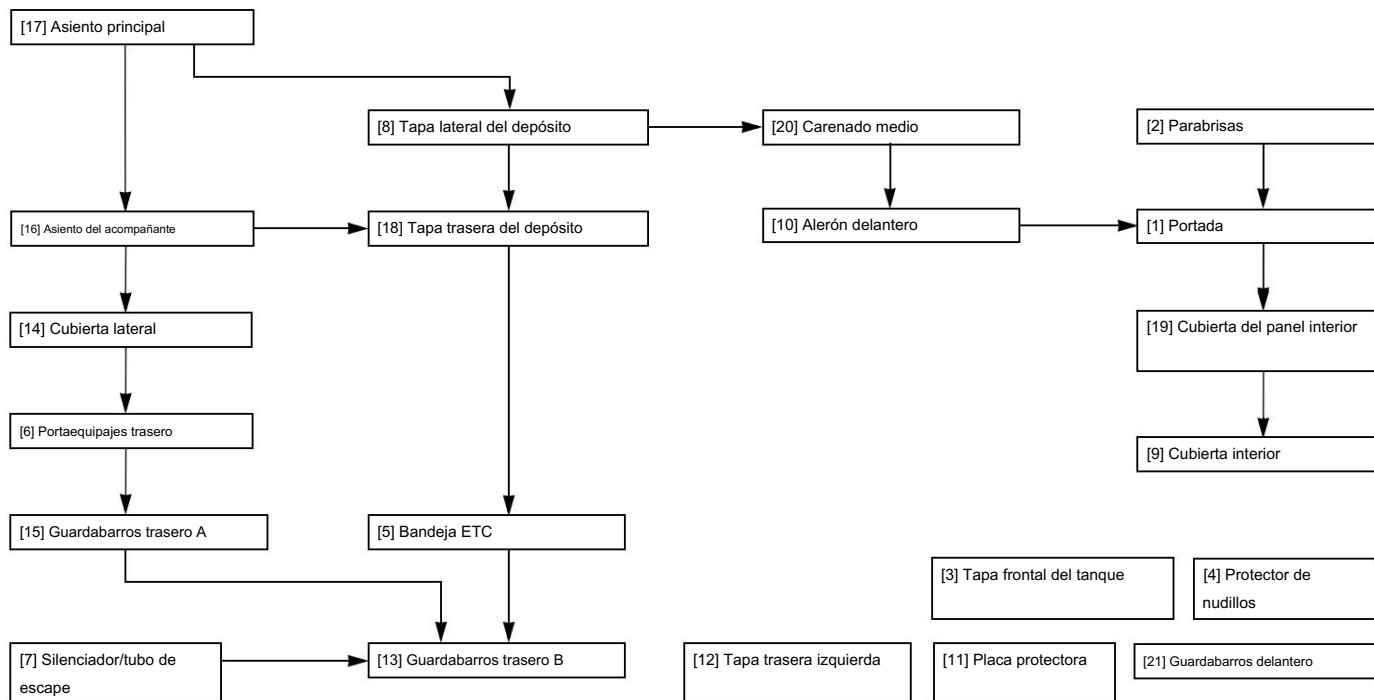 [17] Asiento principal
[8] Tapa lateral del depósito
[20] Carenado medio
[2] Parabrisas
[16] Asiento del acompañante
[18] Tapa trasera del depósito
[10] Alerón delantero
[1] Portada
[14] Cubierta lateral
[19] Cubierta del panel interior
[6] Portaequipajes trasero
[9] Cubierta interior
[15] Guardabarros trasero A
[5] Bandeja ETC
[3] Tapa frontal del tanque
[4] Protector de
nudillos
[7] Silenciador/tubo de
escape
[13] Guardabarros trasero B
[12] Tapa trasera izquierda
[11] Placa protectora
[21] Guardabarros delantero